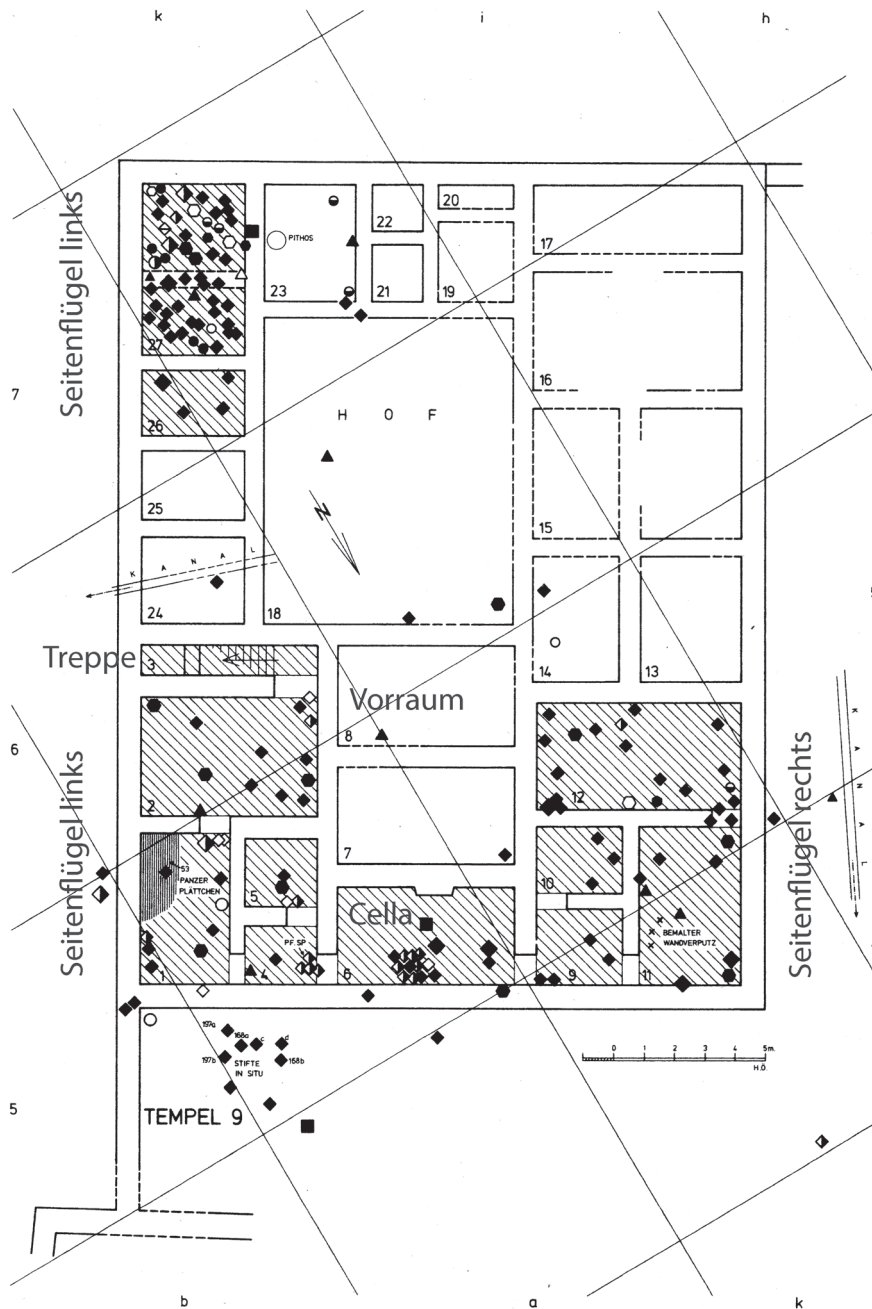 k
i
h
Seitenflügel links
PITHOS
22
20
17
23
21
19
27
7
16
H O F
26
N
25
15
K A N A L
24
18
14
13
Treppe
3
Vorraum
8
6
K A N A L
2
12
Seitenflügel links
Seitenflügel rechts
7
53
PANZER
PLÄTTCHEN
5
10
Cella
PF. SP
BEMALTER
WANDVERPUTZ
1
4
6
9
11
197a
168a
c
d
197b
168b
STIFTE
IN SITU
0 1 2 3 4 5m.
H.Ö.
5
TEMPEL 9
b
a
k